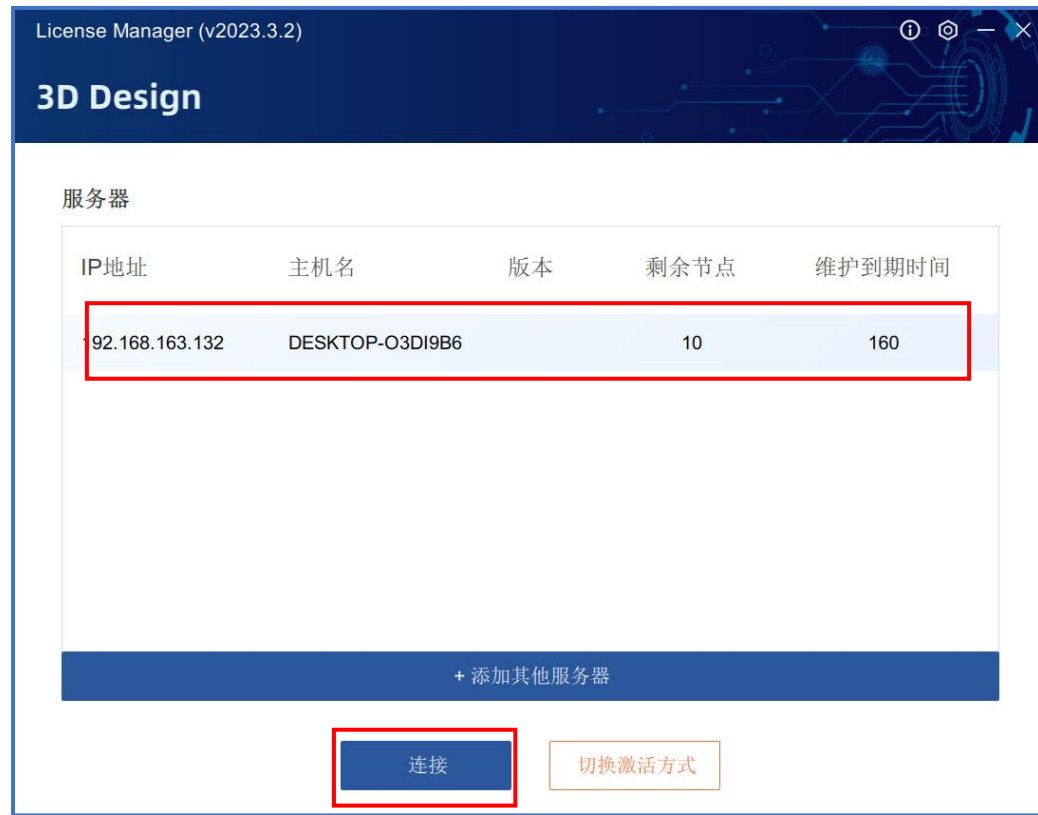 License Manager (v2023.3.2)
3D Design
服务器
IP地址 主机名 版本 剩余节点 维护到期时间
192.168.163.132 DESKTOP-O3DI9B6 10 160
+ 添加其他服务器
连接 切换激活方式